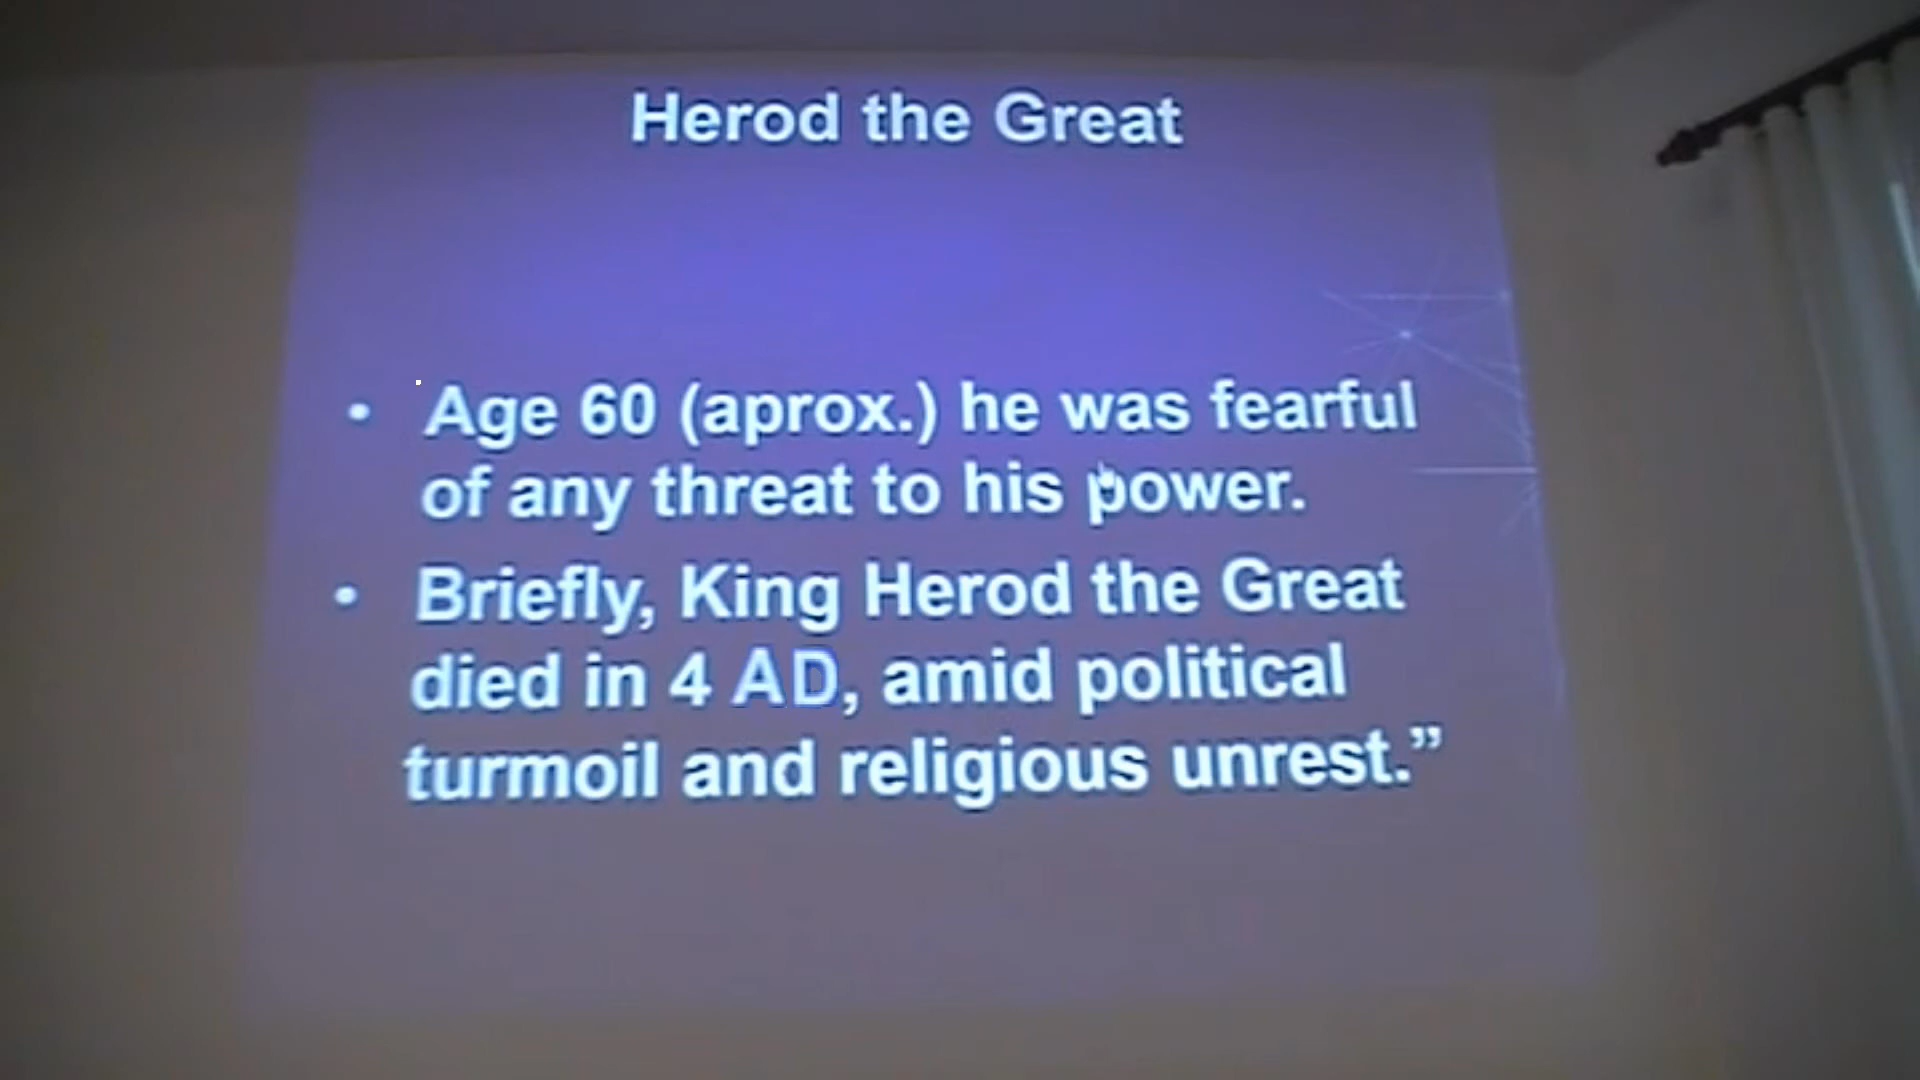 Herod the Great
• Age 60 (aprox.) he was fearful
of any threat to his power.
• Briefly, King Herod the Great
died in 4 AD, amid political
turmoil and religious unrest.”